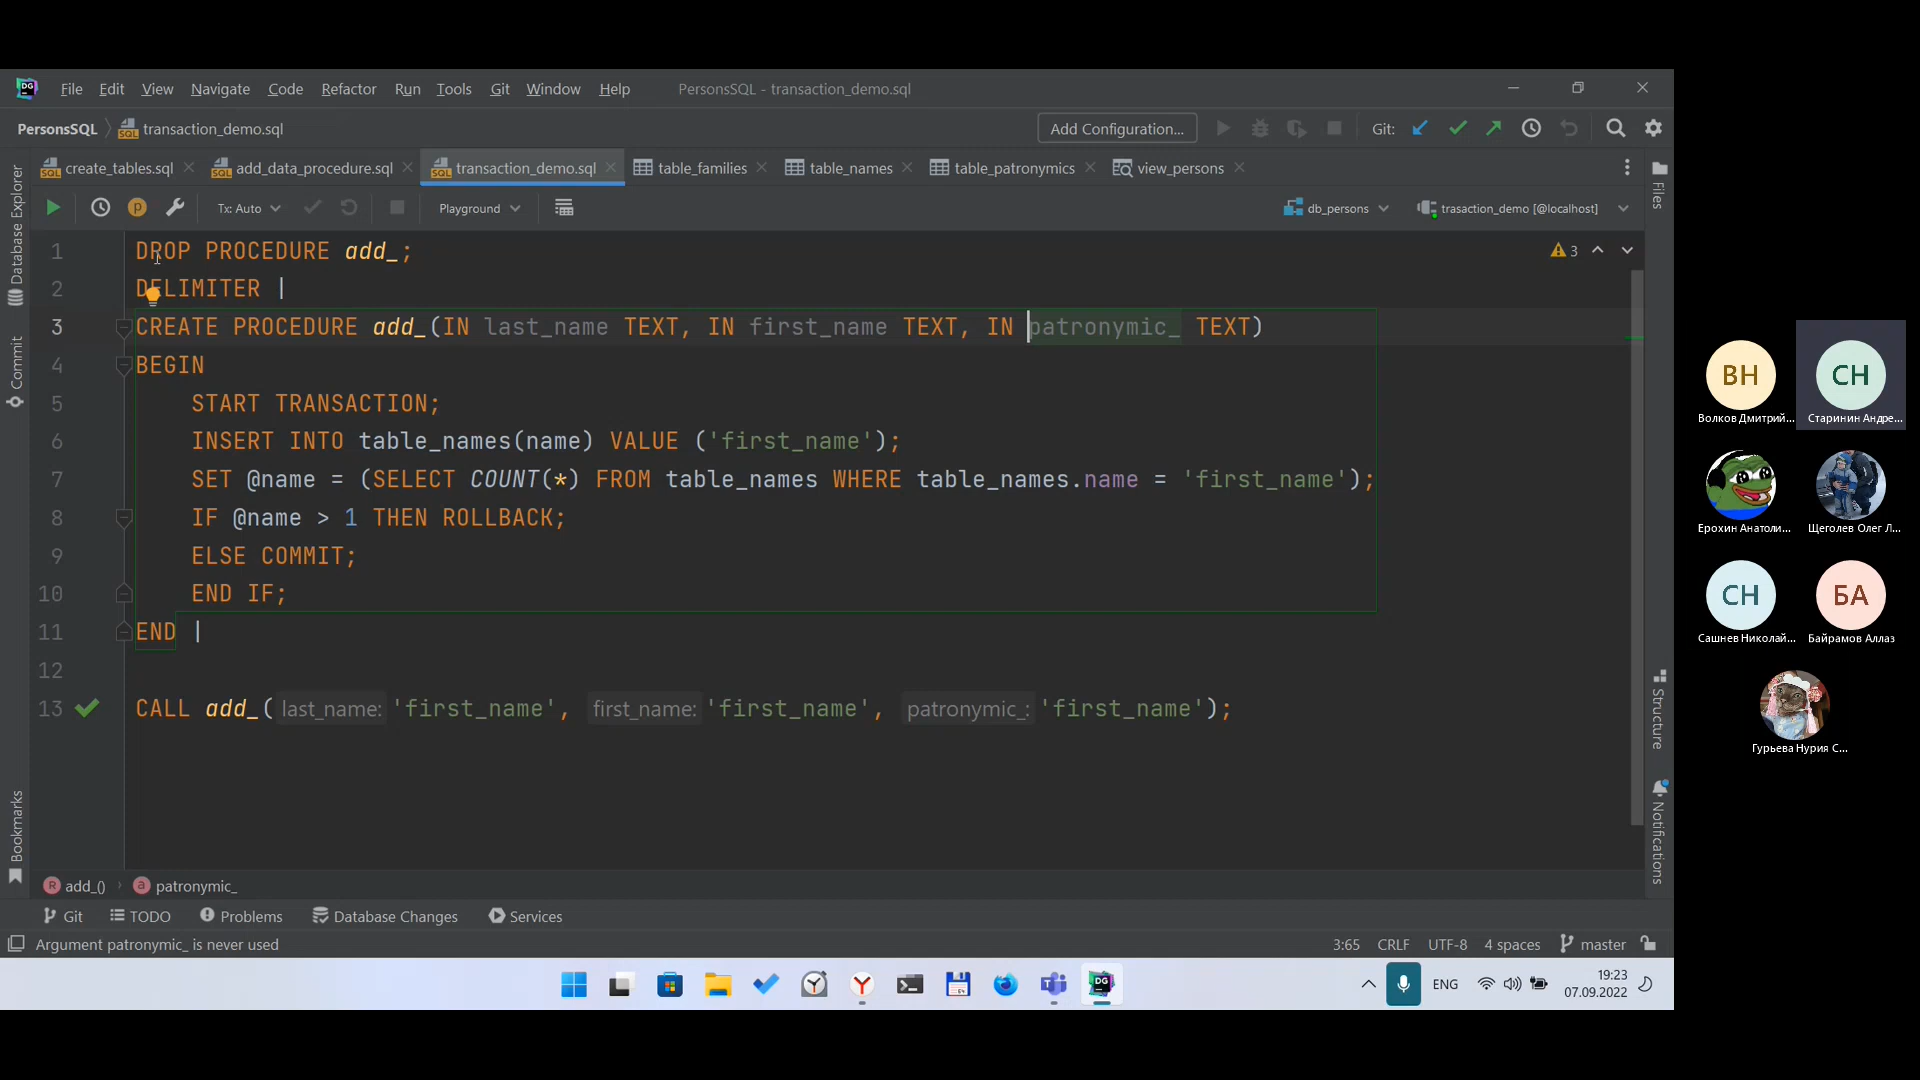 DG File Edit View Navigate Code Refactor Run Tools Git Window Help PersonsSQL - transaction_demo.sql
PersonsSQL transaction_demo.sql Add Configuration... Git:
create_tables.sql add_data_procedure.sql transaction_demo.sql table_families table_names table_patronymics view_persons
Tx: Auto Playground db_persons trasaction_demo [@localhost]
3
1 DROP PROCEDURE add_;
2 DELIMITER |
3 CREATE PROCEDURE add_(IN last_name TEXT, IN first_name TEXT, IN patronymic_ TEXT)
4 BEGIN
5 START TRANSACTION;
6 INSERT INTO table_names(name) VALUE ('first_name');
7 SET @name = (SELECT COUNT(*) FROM table_names WHERE table_names.name = 'first_name');
8 IF @name > 1 THEN ROLLBACK;
9 ELSE COMMIT;
10 END IF;
11 END |
12
13 CALL add_( last_name: 'first_name', first_name: 'first_name', patronymic_: 'first_name');
Database Explorer
Commit
Bookmarks
Files
Structure
Notifications
R add_() a patronymic_
Git TODO Problems Database Changes Services
Argument patronymic_ is never used 3:65 CRLF UTF-8 4 spaces master
ENG 19:23
07.09.2022
ВН СН
Волков Дмитрий... Старинин Андре...
Ерохин Анатоли... Щеголев Олег Л...
СН БА
Сашнев Николай... Байрамов Аллаз
Гурьева Нурия С...